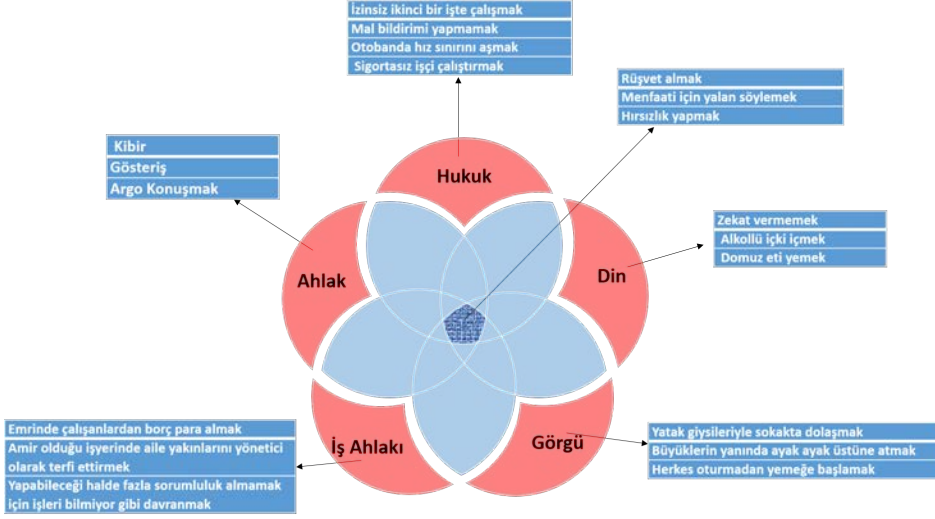 İzinsiz ikinci bir işte çalışmak
Mal bildirimi yapmamak
Otobanda hız sınırını aşmak
Sigortasız işçi çalıştırmak
Rüşvet almak
Menfaati için yalan söylemek
Hırsızlık yapmak
Kibir
Gösteriş
Argo Konuşmak
Hukuk
Zekat vermemek
Alkollü içki içmek
Domuz eti yemek
Ahlak
Din
İş Ahlakı
Görgü
Emrinde çalışanlardan borç para almak
Amir olduğu işyerinde aile yakınlarını yönetici
olarak terfi ettirmek
Yapabileceği halde fazla sorumluluk almamak
için işleri bilmiyor gibi davranmak
Yatak giysileriyle sokakta dolaşmak
Büyüklerin yanında ayak ayak üstüne atmak
Herkes oturmadan yemeğe başlamak